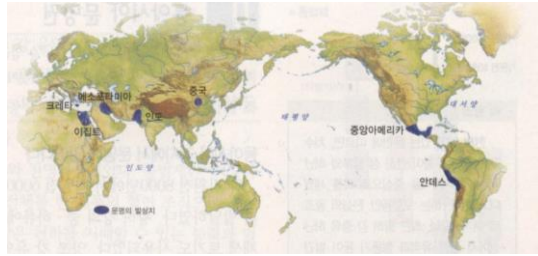 중국
메소포타미아
크레타
인도
이집트
대서양
태평양
중앙아메리카
인도양
안데스
문명의 발상지